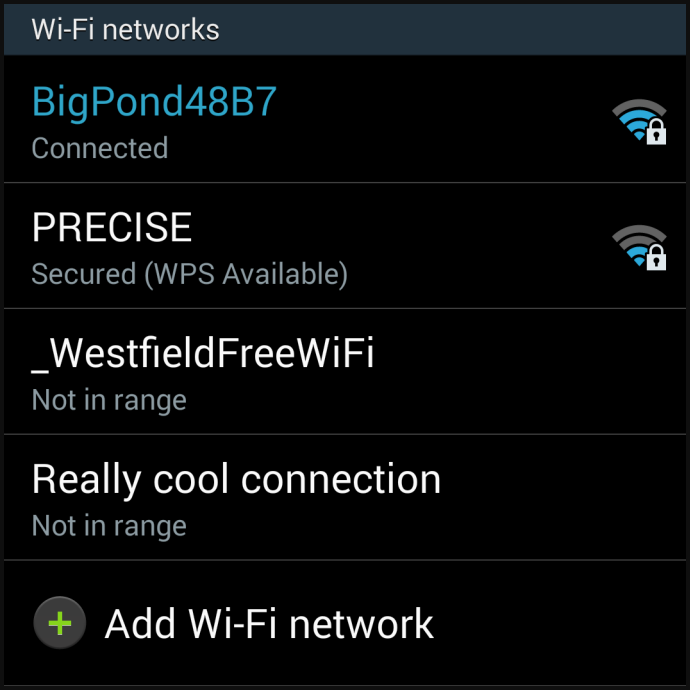 Wi-Fi networks
BigPond48B7
Connected
PRECISE
Secured (WPS Available)
_WestfieldFreeWiFi
Not in range
Really cool connection
Not in range
Add Wi-Fi network